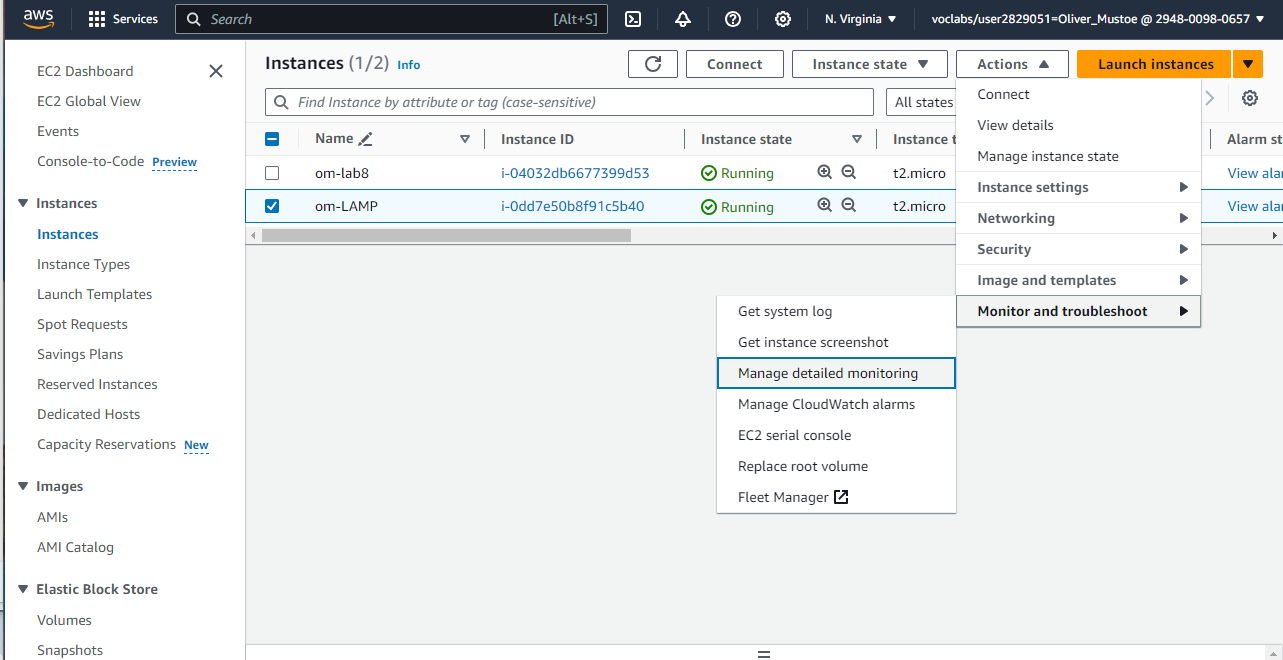 aws Services Search [Alt+S] N. Virginia voclabs/user2829051=Oliver_Mustoe @ 2948-0098-0657
EC2 Dashboard
EC2 Global View
Events
Console-to-Code Preview
Instances
Instances
Instance Types
Launch Templates
Spot Requests
Savings Plans
Reserved Instances
Dedicated Hosts
Capacity Reservations New
Images
AMIs
AMI Catalog
Elastic Block Store
Volumes
Snapshots
Instances (1/2) Info Connect Instance state Actions Launch instances
Find Instance by attribute or tag (case-sensitive) All states
Name Instance ID Instance state Instance t Alarm st
om-lab8 i-04032db6677399d53 Running t2.micro View alar
om-LAMP i-0dd7e50b8f91c5b40 Running t2.micro View alar
Connect
View details
Manage instance state
Instance settings
Networking
Security
Image and templates
Monitor and troubleshoot
Get system log
Get instance screenshot
Manage detailed monitoring
Manage CloudWatch alarms
EC2 serial console
Replace root volume
Fleet Manager